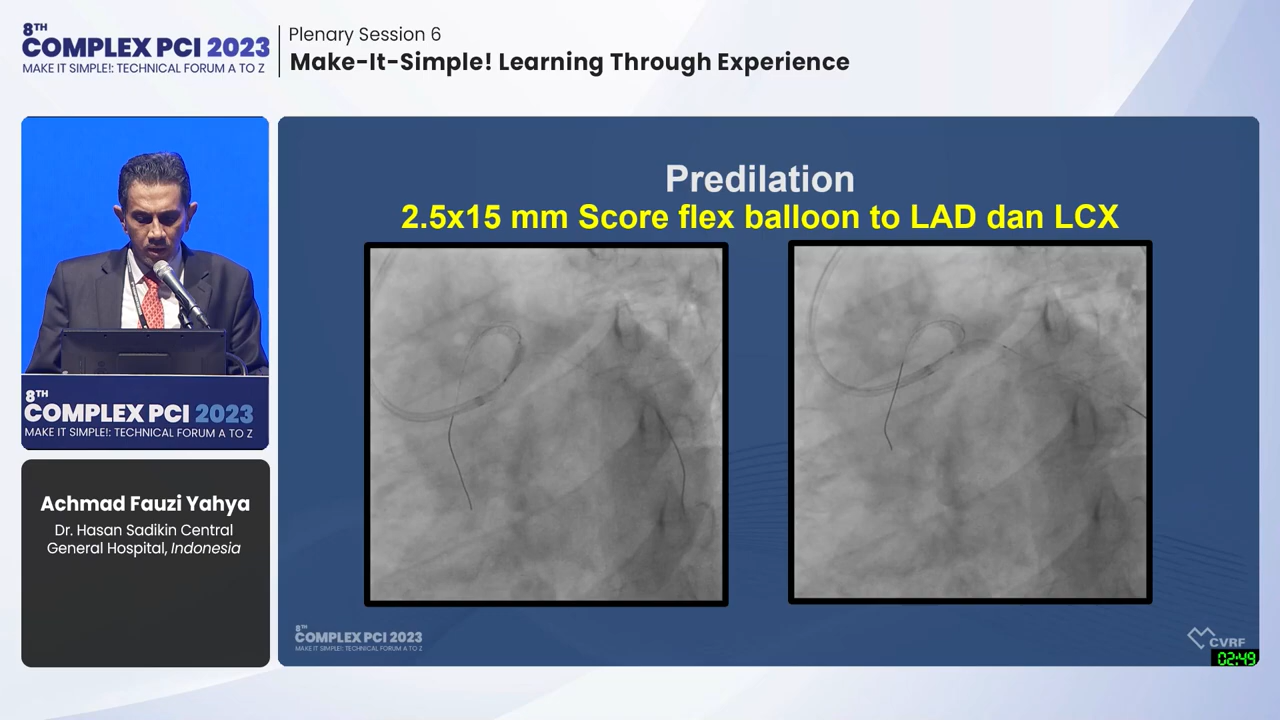 8TH
COMPLEX PCI 2023
MAKE IT SIMPLE!: TECHNICAL FORUM A TO Z
Plenary Session 6
Make-It-Simple! Learning Through Experience
8TH
COMPLEX PCI 2023
MAKE IT SIMPLE!: TECHNICAL FORUM A TO Z
Achmad Fauzi Yahya
Dr. Hasan Sadikin Central
General Hospital, Indonesia
Predilation
2.5x15 mm Score flex balloon to LAD dan LCX
8TH
COMPLEX PCI 2023
MAKE IT SIMPLE!: TECHNICAL FORUM A TO Z
CVRF
02:49